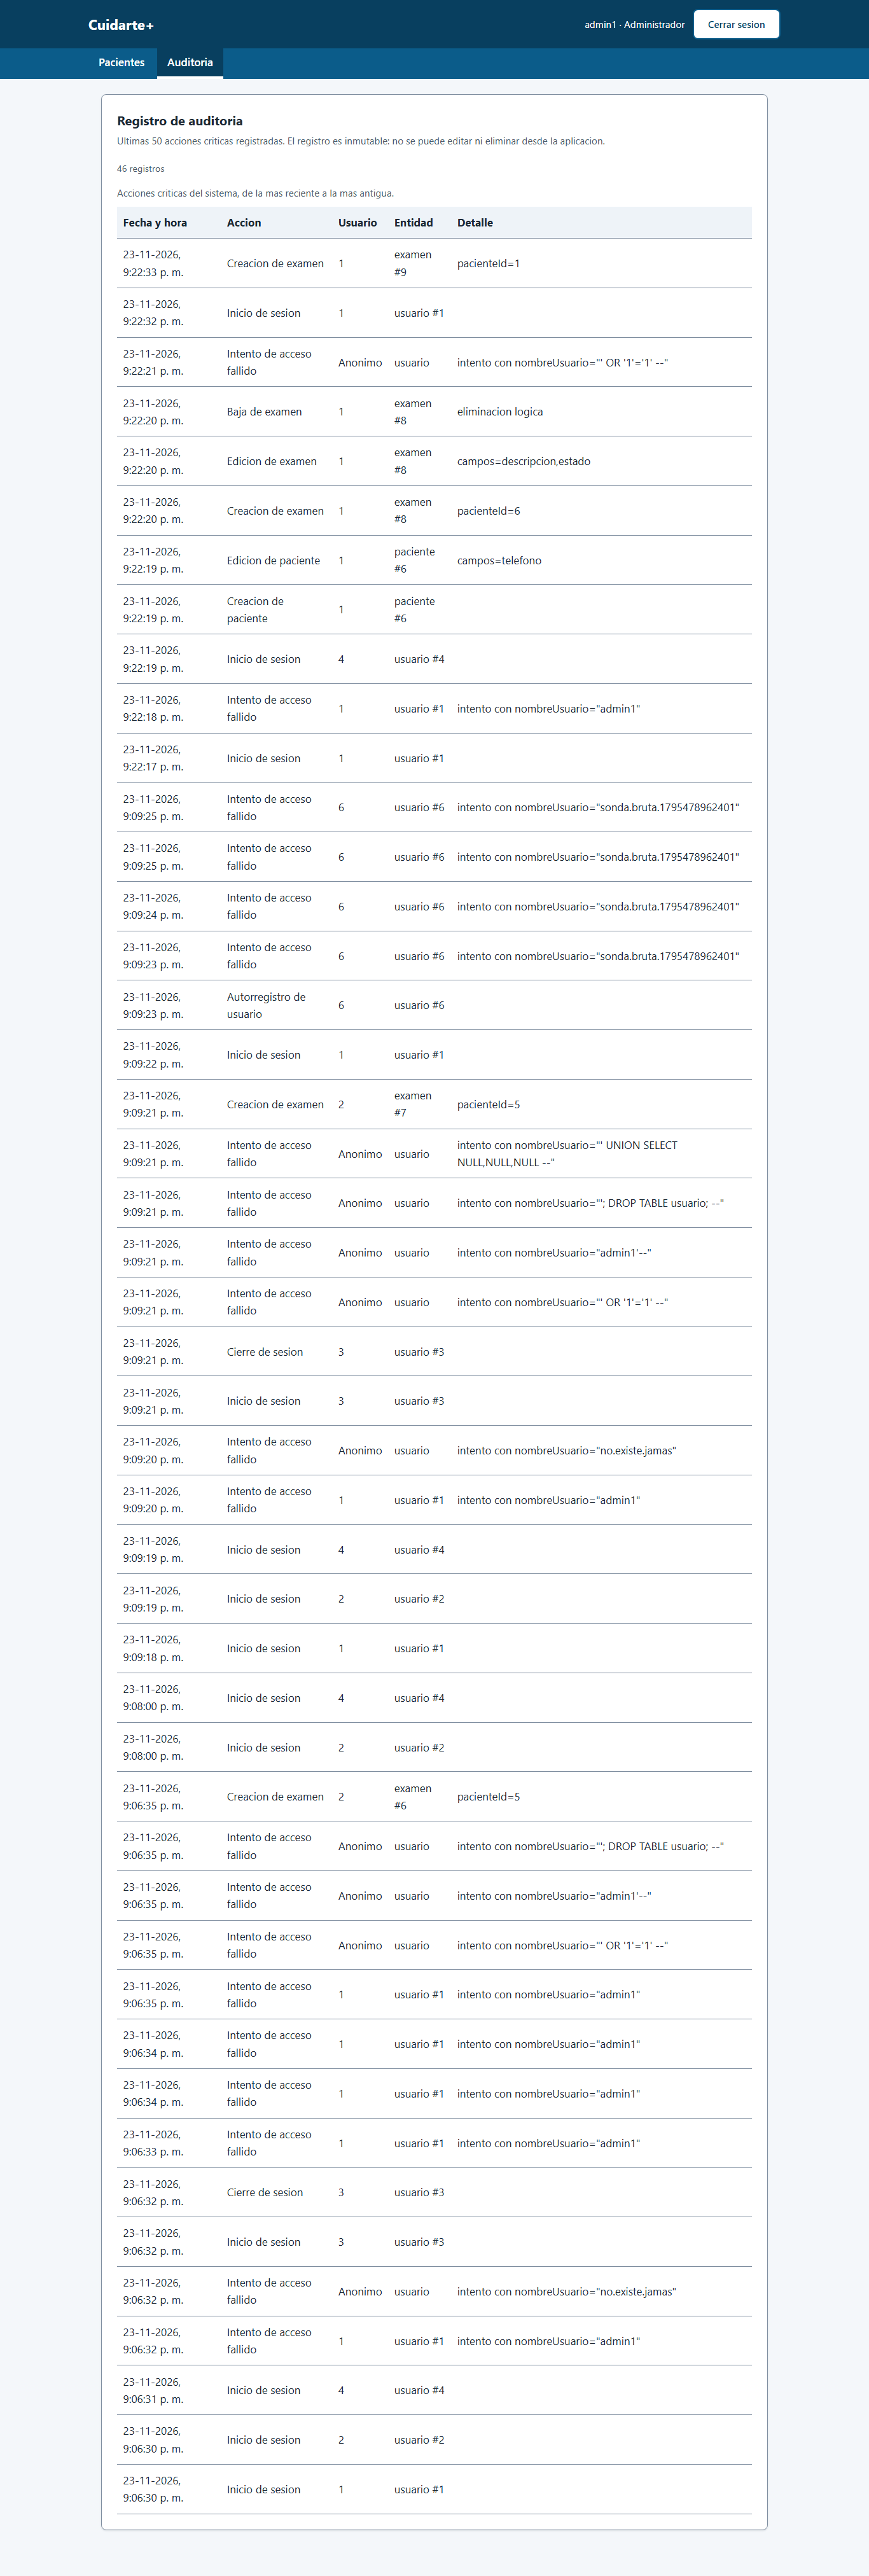 Cuidarte+
admin1 · Administrador
Cerrar sesion
Pacientes
Auditoria
Registro de auditoria
Ultimas 50 acciones criticas registradas. El registro es inmutable: no se puede editar ni eliminar desde la aplicacion.
46 registros
Acciones criticas del sistema, de la mas reciente a la mas antigua.
Fecha y hora Accion Usuario Entidad Detalle
23-11-2026, 9:22:33 p. m. Creacion de examen 1 examen #9 pacienteId=1
23-11-2026, 9:22:32 p. m. Inicio de sesion 1 usuario #1
23-11-2026, 9:22:21 p. m. Intento de acceso fallido Anonimo usuario intento con nombreUsuario="' OR '1'='1' --"
23-11-2026, 9:22:20 p. m. Baja de examen 1 examen #8 eliminacion logica
23-11-2026, 9:22:20 p. m. Edicion de examen 1 examen #8 campos=descripcion,estado
23-11-2026, 9:22:20 p. m. Creacion de examen 1 examen #8 pacienteId=6
23-11-2026, 9:22:19 p. m. Edicion de paciente 1 paciente #6 campos=telefono
23-11-2026, 9:22:19 p. m. Creacion de paciente 1 paciente #6
23-11-2026, 9:22:19 p. m. Inicio de sesion 4 usuario #4
23-11-2026, 9:22:18 p. m. Intento de acceso fallido 1 usuario #1 intento con nombreUsuario="admin1"
23-11-2026, 9:22:17 p. m. Inicio de sesion 1 usuario #1
23-11-2026, 9:09:25 p. m. Intento de acceso fallido 6 usuario #6 intento con nombreUsuario="sonda.bruta.1795478962401"
23-11-2026, 9:09:25 p. m. Intento de acceso fallido 6 usuario #6 intento con nombreUsuario="sonda.bruta.1795478962401"
23-11-2026, 9:09:24 p. m. Intento de acceso fallido 6 usuario #6 intento con nombreUsuario="sonda.bruta.1795478962401"
23-11-2026, 9:09:23 p. m. Intento de acceso fallido 6 usuario #6 intento con nombreUsuario="sonda.bruta.1795478962401"
23-11-2026, 9:09:23 p. m. Autorregistro de usuario 6 usuario #6
23-11-2026, 9:09:22 p. m. Inicio de sesion 1 usuario #1
23-11-2026, 9:09:21 p. m. Creacion de examen 2 examen #7 pacienteId=5
23-11-2026, 9:09:21 p. m. Intento de acceso fallido Anonimo usuario intento con nombreUsuario="' UNION SELECT NULL,NULL,NULL --"
23-11-2026, 9:09:21 p. m. Intento de acceso fallido Anonimo usuario intento con nombreUsuario="'; DROP TABLE usuario; --"
23-11-2026, 9:09:21 p. m. Intento de acceso fallido Anonimo usuario intento con nombreUsuario="admin1'--"
23-11-2026, 9:09:21 p. m. Intento de acceso fallido Anonimo usuario intento con nombreUsuario="' OR '1'='1' --"
23-11-2026, 9:09:21 p. m. Cierre de sesion 3 usuario #3
23-11-2026, 9:09:21 p. m. Inicio de sesion 3 usuario #3
23-11-2026, 9:09:20 p. m. Intento de acceso fallido Anonimo usuario intento con nombreUsuario="no.existe.jamas"
23-11-2026, 9:09:20 p. m. Intento de acceso fallido 1 usuario #1 intento con nombreUsuario="admin1"
23-11-2026, 9:09:19 p. m. Inicio de sesion 4 usuario #4
23-11-2026, 9:09:19 p. m. Inicio de sesion 2 usuario #2
23-11-2026, 9:09:18 p. m. Inicio de sesion 1 usuario #1
23-11-2026, 9:08:00 p. m. Inicio de sesion 4 usuario #4
23-11-2026, 9:08:00 p. m. Inicio de sesion 2 usuario #2
23-11-2026, 9:06:35 p. m. Creacion de examen 2 examen #6 pacienteId=5
23-11-2026, 9:06:35 p. m. Intento de acceso fallido Anonimo usuario intento con nombreUsuario="'; DROP TABLE usuario; --"
23-11-2026, 9:06:35 p. m. Intento de acceso fallido Anonimo usuario intento con nombreUsuario="admin1'--"
23-11-2026, 9:06:35 p. m. Intento de acceso fallido Anonimo usuario intento con nombreUsuario="' OR '1'='1' --"
23-11-2026, 9:06:35 p. m. Intento de acceso fallido 1 usuario #1 intento con nombreUsuario="admin1"
23-11-2026, 9:06:34 p. m. Intento de acceso fallido 1 usuario #1 intento con nombreUsuario="admin1"
23-11-2026, 9:06:34 p. m. Intento de acceso fallido 1 usuario #1 intento con nombreUsuario="admin1"
23-11-2026, 9:06:33 p. m. Intento de acceso fallido 1 usuario #1 intento con nombreUsuario="admin1"
23-11-2026, 9:06:32 p. m. Cierre de sesion 3 usuario #3
23-11-2026, 9:06:32 p. m. Inicio de sesion 3 usuario #3
23-11-2026, 9:06:32 p. m. Intento de acceso fallido Anonimo usuario intento con nombreUsuario="no.existe.jamas"
23-11-2026, 9:06:32 p. m. Intento de acceso fallido 1 usuario #1 intento con nombreUsuario="admin1"
23-11-2026, 9:06:31 p. m. Inicio de sesion 4 usuario #4
23-11-2026, 9:06:30 p. m. Inicio de sesion 2 usuario #2
23-11-2026, 9:06:30 p. m. Inicio de sesion 1 usuario #1